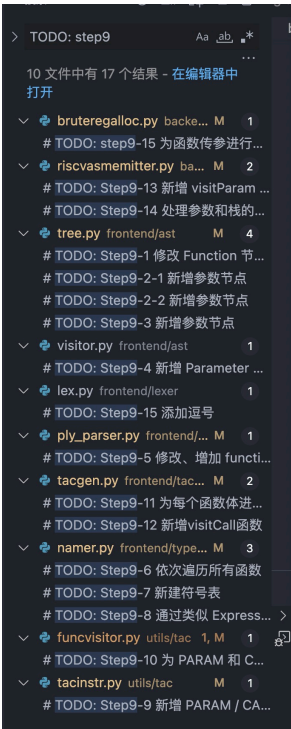 TODO: step9
Aa ab .*
...
10 文件中有 17 个结果 - 在编辑器中
打开
bruteregalloc.py backe... M 1
# TODO: step9-15 为函数传参进行...
riscvasmemitter.py ba... M 2
# TODO: Step9-13 新增 visitParam ...
# TODO: Step9-14 处理参数和栈的...
tree.py frontend/ast M 4
# TODO: Step9-1 修改 Function 节...
# TODO: Step9-2-1 新增参数节点
# TODO: Step9-2-2 新增参数节点
# TODO: Step9-3 新增参数节点
visitor.py frontend/ast 1
# TODO: Step9-4 新增 Parameter ...
lex.py frontend/lexer 1
# TODO: Step9-15 添加逗号
ply_parser.py frontend/... M 1
# TODO: Step9-5 修改、增加 functi...
tacgen.py frontend/tac... M 2
# TODO: Step9-11 为每个函数体进...
# TODO: Step9-12 新增visitCall函数
namer.py frontend/type... M 3
# TODO: Step9-6 依次遍历所有函数
# TODO: Step9-7 新建符号表
# TODO: Step9-8 通过类似 Express...
funcvisitor.py utils/tac 1, M 1
# TODO: Step9-10 为 PARAM 和 C...
tacinstr.py utils/tac M 1
# TODO: Step9-9 新增 PARAM / CA...